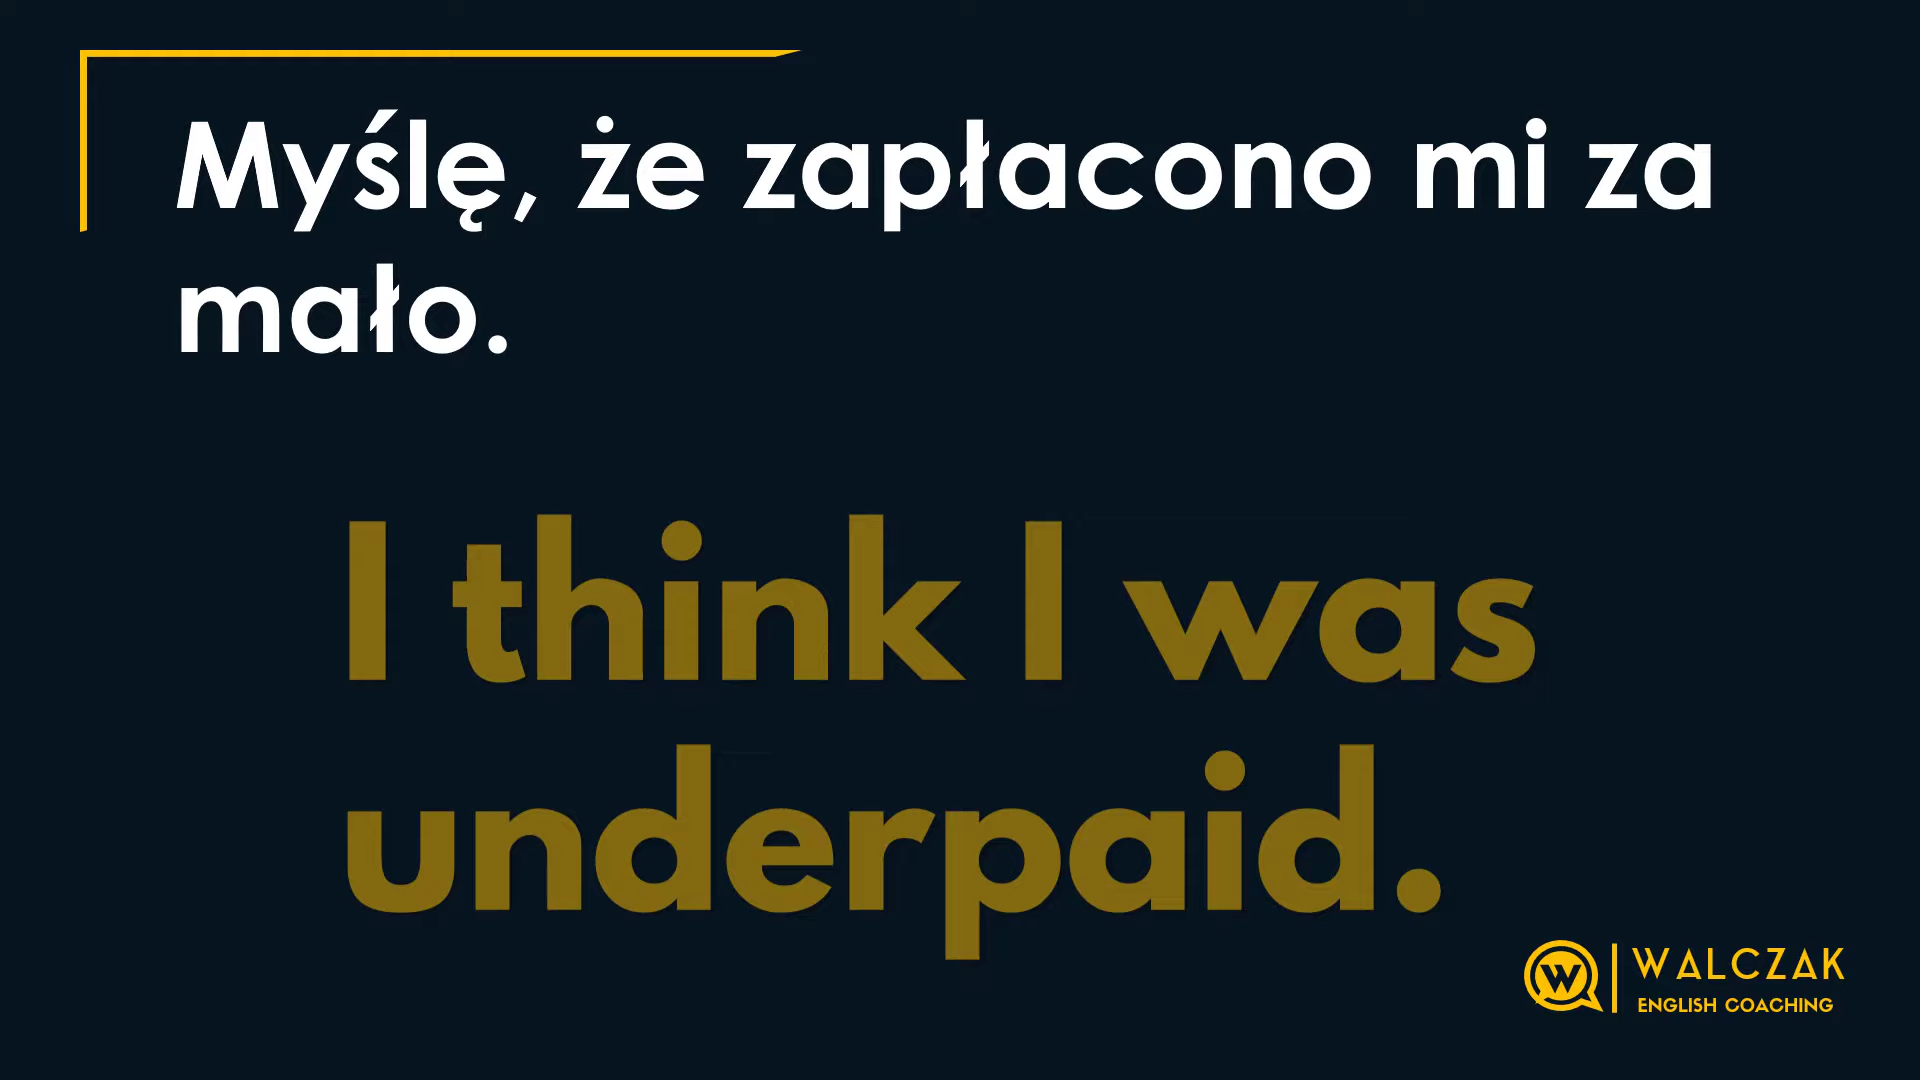 Myślę, że zapłacono mi za
mało.
I think I was
underpaid.
W
WALCZAK
ENGLISH COACHING